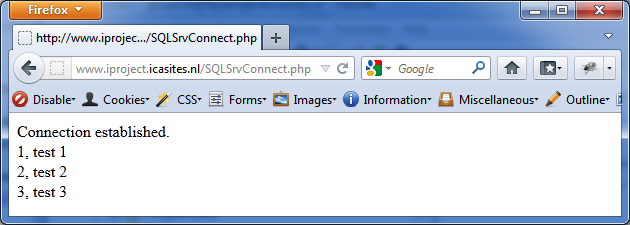 Firefox
http://www.iprojec.../SQLSrvConnect.php
www.iproject.icasites.nl/SQLSrvConnect.php
Google
Disable
Cookies
CSS
Forms
Images
Information
Miscellaneous
Outline
Connection established.
1, test 1
2, test 2
3, test 3